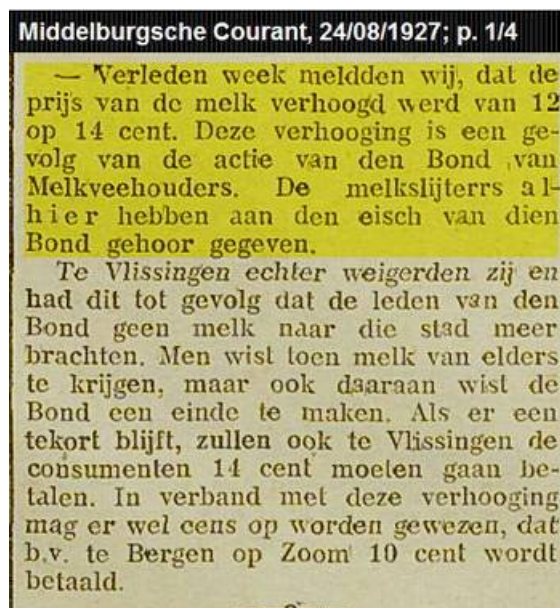 Middelburgsche Courant, 24/08/1927; p. 1/4
— Verleden week meldden wij, dat de
prijs van de melk verhoogd werd van 12
op 14 cent. Deze verhooging is een ge-
volg van de actie van den Bond van
Melkveehouders. De melkslijterrs al-
hier hebben aan den eisch van dien
Bond gehoor gegeven.
Te Vlissingen echter weigerden zij en
had dit tot gevolg dat de leden van den
Bond geen melk naar die stad meer
brachten. Men wist toen melk van elders
te krijgen, maar ook daaraan wist de
Bond een einde te maken. Als er een
tekort blijft, zullen ook te Vlissingen de
consumenten 14 cent moeten gaan be-
talen. In verband met deze verhooging
mag er wel eens op worden gewezen, dat
b.v. te Bergen op Zoom 10 cent wordt
betaald.